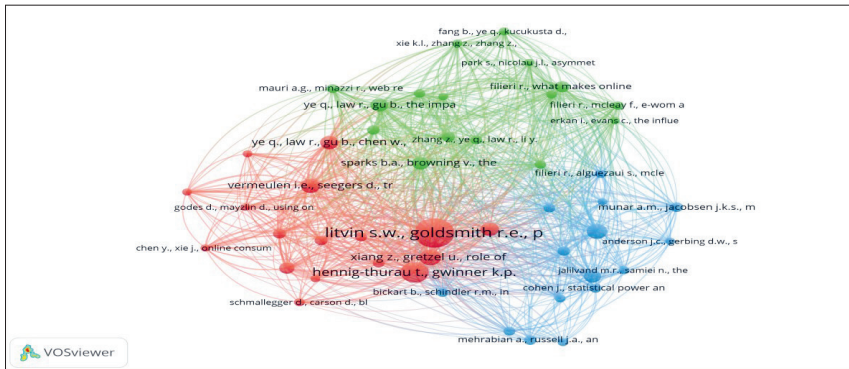 fang b., ye q., kucukusta d.,
xie k.l., zhang z., zhang z.,
park s., nicolau j.l., asymmet
mauri a.g., minazzi r., web re
filieri r., what makes online
ye q., law r., gu b., the impa
filieri r., mcleay f., e-wom a
erkan i., evans c., the influe
ye q., law r., gu b., chen w.,
zhang z., ye q., law r., li y.
sparks b.a., browning v., the
filieri r., alguezaui s., mcle
vermeulen i.e., seegers d., tr
godes d., mayzlin d., using on
munar a.m., jacobsen j.k.s., m
litvin s.w., goldsmith r.e., p
anderson j.c., gerbing d.w., s
chen y., xie j., online consum
xiang z., gretzel u., role of
hennig-thurau t., gwinner k.p.
jalilvand m.r., samiei n., the
cohen j., statistical power an
bickart b., schindler r.m., in
schmallegger d., carson d., bl
mehrabian a., russell j.a., an
VOSviewer